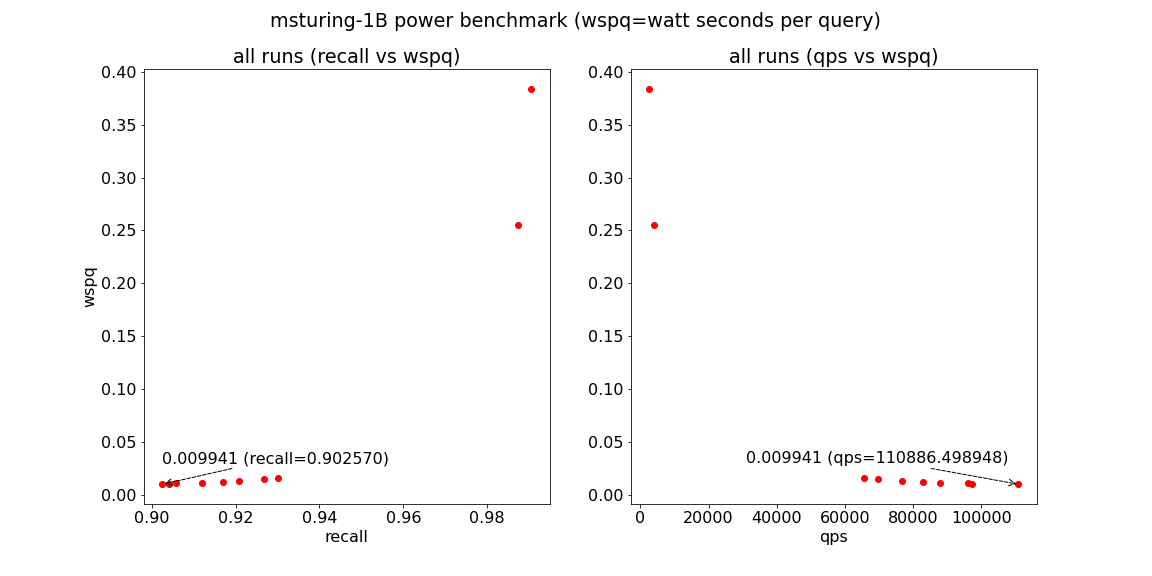 msturing-1B power benchmark (wspq=watt seconds per query)
all runs (recall vs wspq)
0.40
0.35
0.30
0.25
0.20
0.15
0.10
0.05
0.00
wspq
0.009941 (recall=0.902570)
0.90 0.92 0.94 0.96 0.98
recall
all runs (qps vs wspq)
0.40
0.35
0.30
0.25
0.20
0.15
0.10
0.05
0.00
0.009941 (qps=110886.498948)
0 20000 40000 60000 80000 100000
qps